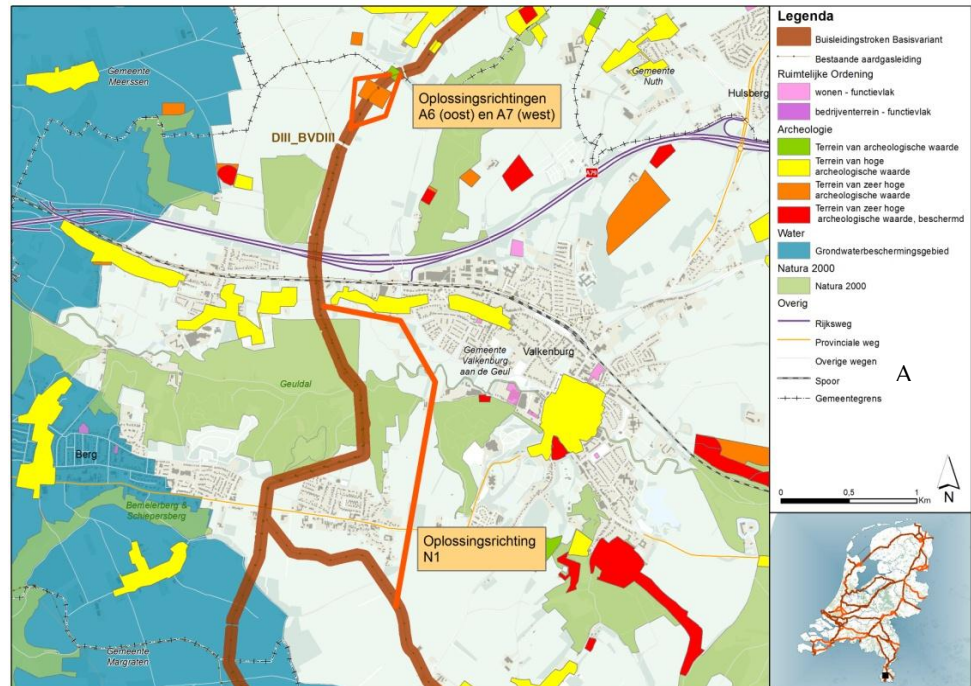 Gemeente
Meerssen
Oplossingsrichtingen
A6 (oost) en A7 (west)
DIII_BVDIII
Gemeente
Nuth
Hulsberg
A79
Geuldal
Gemeente
Valkenburg
aan de Geul
Valkenburg
Berg
Bemelerberg &
Schiepersberg
Oplossingsrichting
N1
Gemeente
Margraten
Legenda
Buisleidingstroken Basisvariant
Bestaande aardgasleiding
Ruimtelijke Ordening
wonen - functievlak
bedrijventerrein - functievlak
Archeologie
Terrein van archeologische waarde
Terrein van hoge
archeologische waarde
Terrein van zeer hoge
archeologische waarde
Terrein van zeer hoge
archeologische waarde, beschermd
Water
Grondwaterbeschermingsgebied
Natura 2000
Natura 2000
Overig
Rijksweg
Provinciale weg
Overige wegen
Spoor
A
Gemeentegrens
N
0 0,5 1
Km